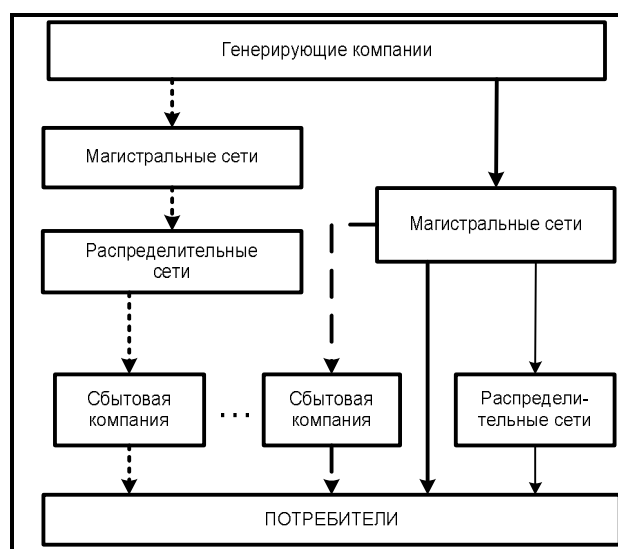 Генерирующие компании
Магистральные сети
Магистральные сети
Распределительные
сети
Сбытовая
компания
...
Сбытовая
компания
Распредели-
тельные сети
ПОТРЕБИТЕЛИ